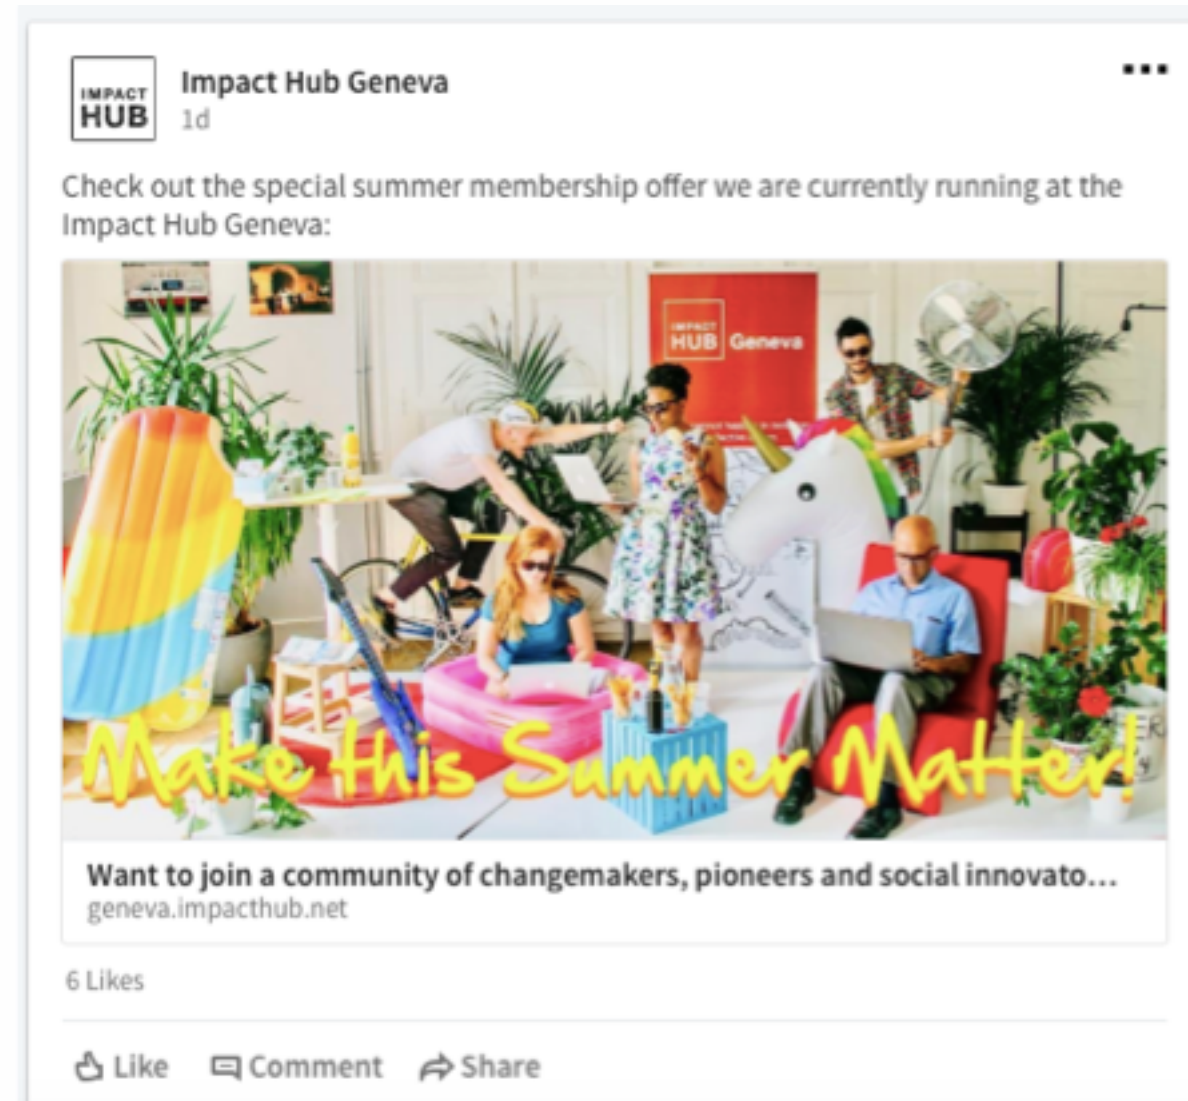 IMPACT
HUB
Impact Hub Geneva
1d
Check out the special summer membership offer we are currently running at the
Impact Hub Geneva:
IMPACT
HUB
Geneva
Make this Summer Matter!
Want to join a community of changemakers, pioneers and social innovato...
geneva.impacthub.net
6 Likes
Like
Comment
Share